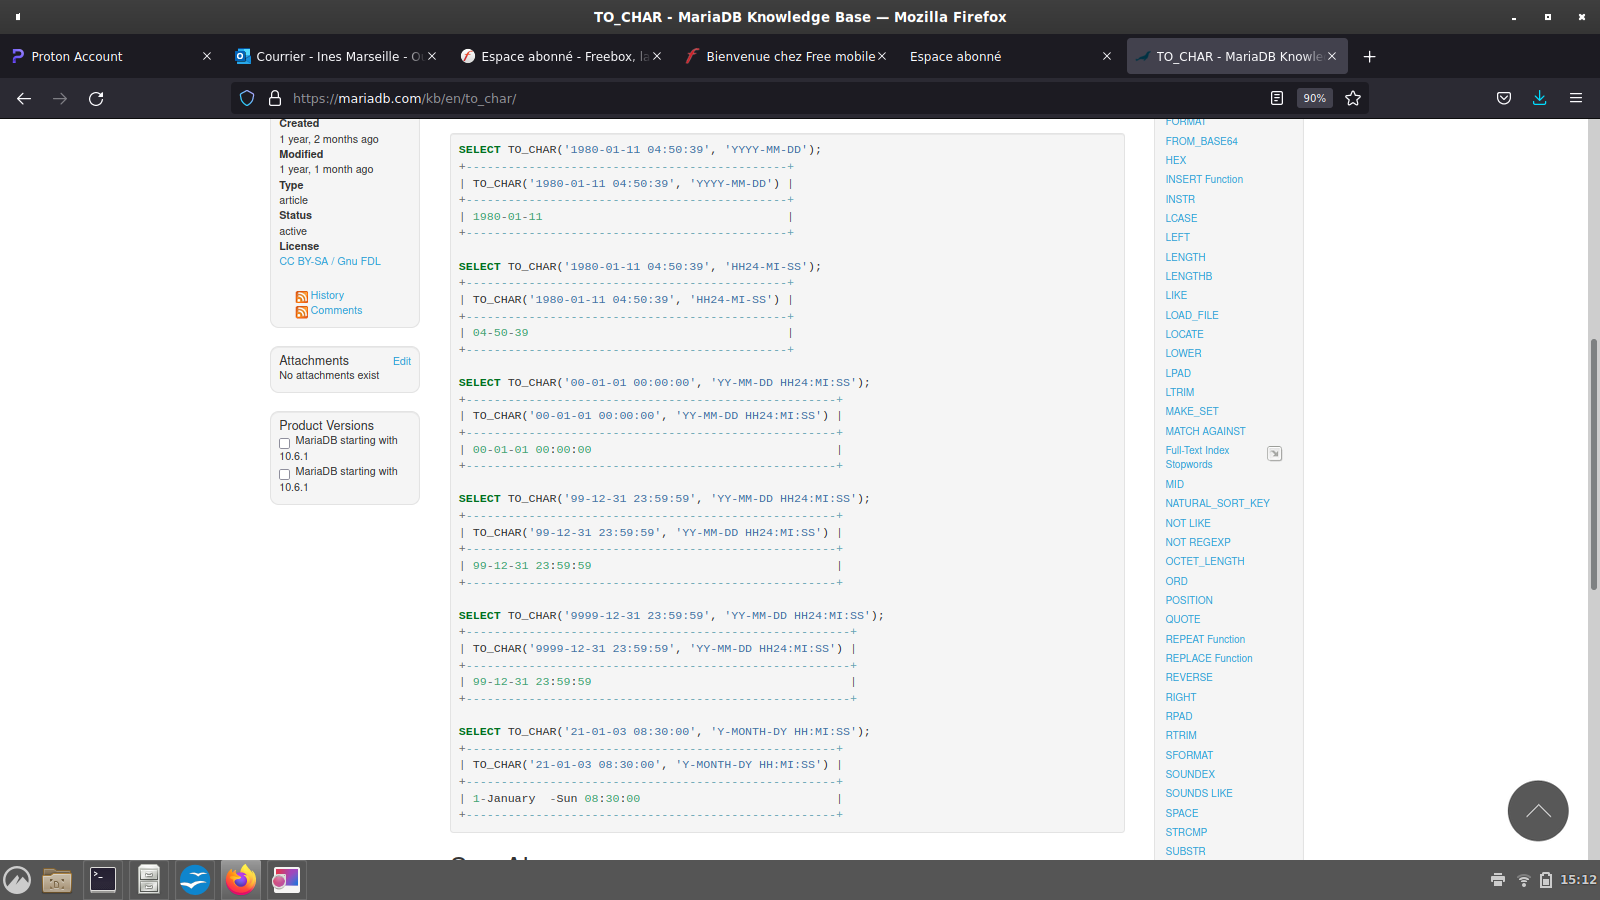 TO_CHAR - MariaDB Knowledge Base — Mozilla Firefox
Proton Account
Courrier - Ines Marseille - O
Espace abonné - Freebox, la
Bienvenue chez Free mobile
Espace abonné
TO_CHAR - MariaDB Knowle
https://mariadb.com/kb/en/to_char/
90%
Created
1 year, 2 months ago
Modified
1 year, 1 month ago
Type
article
Status
active
License
CC BY-SA / Gnu FDL
History
Comments
Attachments
Edit
No attachments exist
Product Versions
MariaDB starting with
10.6.1
MariaDB starting with
10.6.1
SELECT TO_CHAR('1980-01-11 04:50:39', 'YYYY-MM-DD');
+----------------------------------------------+
| TO_CHAR('1980-01-11 04:50:39', 'YYYY-MM-DD') |
+----------------------------------------------+
| 1980-01-11                                   |
+----------------------------------------------+
SELECT TO_CHAR('1980-01-11 04:50:39', 'HH24-MI-SS');
+----------------------------------------------+
| TO_CHAR('1980-01-11 04:50:39', 'HH24-MI-SS') |
+----------------------------------------------+
| 04-50-39                                     |
+----------------------------------------------+
SELECT TO_CHAR('00-01-01 00:00:00', 'YY-MM-DD HH24:MI:SS');
+-----------------------------------------------------+
| TO_CHAR('00-01-01 00:00:00', 'YY-MM-DD HH24:MI:SS') |
+-----------------------------------------------------+
| 00-01-01 00:00:00                                   |
+-----------------------------------------------------+
SELECT TO_CHAR('99-12-31 23:59:59', 'YY-MM-DD HH24:MI:SS');
+-----------------------------------------------------+
| TO_CHAR('99-12-31 23:59:59', 'YY-MM-DD HH24:MI:SS') |
+-----------------------------------------------------+
| 99-12-31 23:59:59                                   |
+-----------------------------------------------------+
SELECT TO_CHAR('9999-12-31 23:59:59', 'YY-MM-DD HH24:MI:SS');
+-------------------------------------------------------+
| TO_CHAR('9999-12-31 23:59:59', 'YY-MM-DD HH24:MI:SS') |
+-------------------------------------------------------+
| 99-12-31 23:59:59                                     |
+-------------------------------------------------------+
SELECT TO_CHAR('21-01-03 08:30:00', 'Y-MONTH-DY HH:MI:SS');
+-----------------------------------------------------+
| TO_CHAR('21-01-03 08:30:00', 'Y-MONTH-DY HH:MI:SS') |
+-----------------------------------------------------+
| 1-January  -Sun 08:30:00                            |
+-----------------------------------------------------+
FORMAT
FROM_BASE64
HEX
INSERT Function
INSTR
LCASE
LEFT
LENGTH
LENGTHB
LIKE
LOAD_FILE
LOCATE
LOWER
LPAD
LTRIM
MAKE_SET
MATCH AGAINST
Full-Text Index
Stopwords
MID
NATURAL_SORT_KEY
NOT LIKE
NOT REGEXP
OCTET_LENGTH
ORD
POSITION
QUOTE
REPEAT Function
REPLACE Function
REVERSE
RIGHT
RPAD
RTRIM
SFORMAT
SOUNDEX
SOUNDS LIKE
SPACE
STRCMP
SUBSTR
15:12